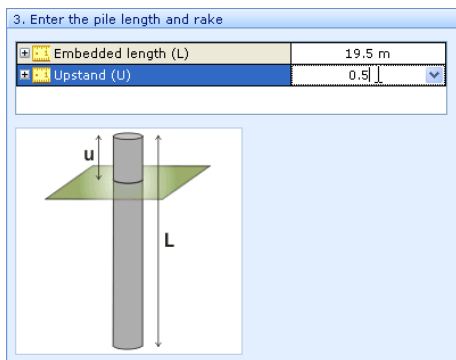 3. Enter the pile length and rake
Embedded length (L) 19.5 m
Upstand (U) 0.5
u
L